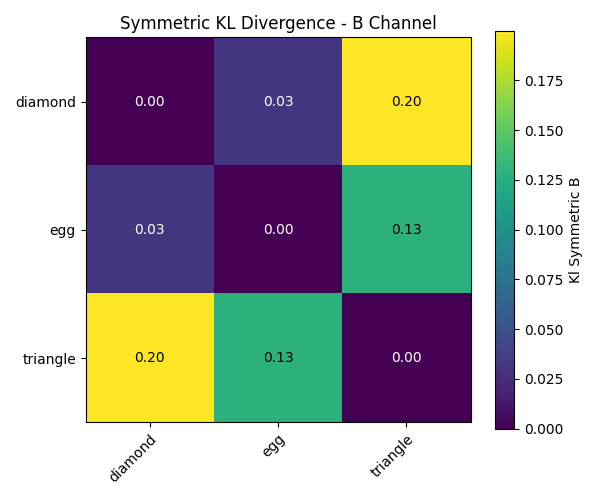 Symmetric KL Divergence - B Channel
diamond 0.00 0.03 0.20
egg 0.03 0.00 0.13
triangle 0.20 0.13 0.00
diamond egg triangle
0.175
0.150
0.125
0.100
0.075
0.050
0.025
0.000
Kl Symmetric B